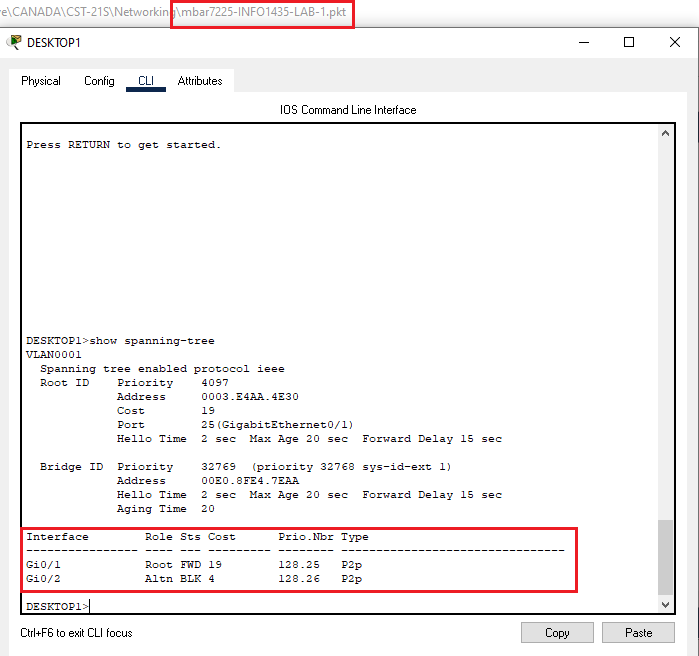 e\CANADA\CST-21S\Networking\mbar7225-INFO1435-LAB-1.pkt
DESKTOP1
Physical Config CLI Attributes
IOS Command Line Interface
Press RETURN to get started.
DESKTOP1>show spanning-tree
VLAN0001
  Spanning tree enabled protocol ieee
  Root ID    Priority    4097
             Address     0003.E4AA.4E30
             Cost        19
             Port        25(GigabitEthernet0/1)
             Hello Time  2 sec  Max Age 20 sec  Forward Delay 15 sec
  Bridge ID  Priority    32769  (priority 32768 sys-id-ext 1)
             Address     00E0.8FE4.7EAA
             Hello Time  2 sec  Max Age 20 sec  Forward Delay 15 sec
             Aging Time  20
Interface        Role Sts Cost      Prio.Nbr Type
---------------- ---- --- --------- -------- --------------------------------
Gi0/1            Root FWD 19        128.25   P2p
Gi0/2            Altn BLK 4         128.26   P2p
DESKTOP1>
Ctrl+F6 to exit CLI focus
Copy Paste